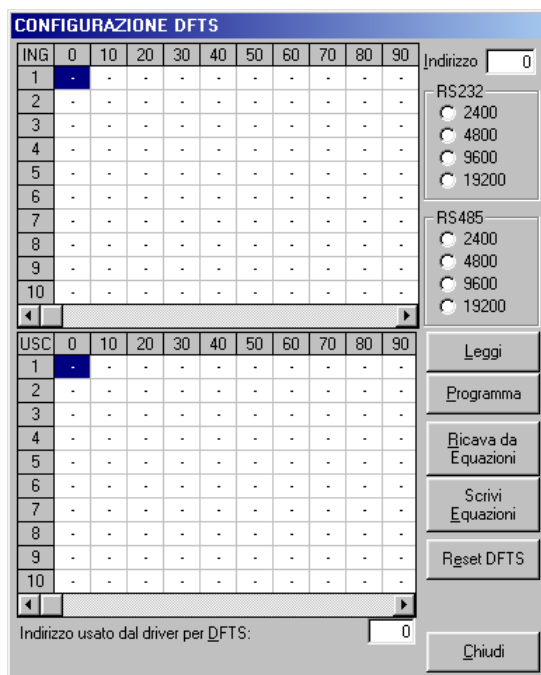 CONFIGURAZIONE DFTS
ING 0 10 20 30 40 50 60 70 80 90
1 - - - - - - - - - -
2 - - - - - - - - - -
3 - - - - - - - - - -
4 - - - - - - - - - -
5 - - - - - - - - - -
6 - - - - - - - - - -
7 - - - - - - - - - -
8 - - - - - - - - - -
9 - - - - - - - - - -
10 - - - - - - - - - -
Indirizzo 0
RS232
2400
4800
9600
19200
RS485
2400
4800
9600
19200
USC 0 10 20 30 40 50 60 70 80 90
1 - - - - - - - - - -
2 - - - - - - - - - -
3 - - - - - - - - - -
4 - - - - - - - - - -
5 - - - - - - - - - -
6 - - - - - - - - - -
7 - - - - - - - - - -
8 - - - - - - - - - -
9 - - - - - - - - - -
10 - - - - - - - - - -
Leggi
Programma
Ricava da
Equazioni
Scrivi
Equazioni
Reset DFTS
Indirizzo usato dal driver per DFTS: 0
Chiudi